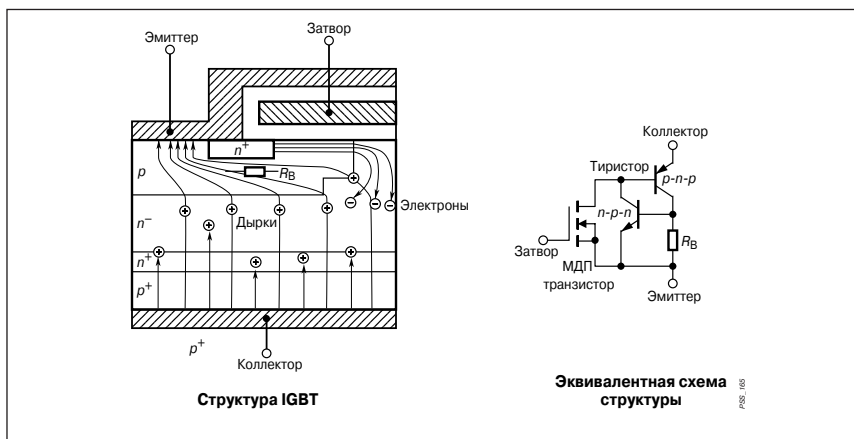 Эмиттер
Затвор
n+
p
RB
Электроны
n–
Дырки
n+
p+
p+
Коллектор
Структура IGBT
Коллектор
Тиристор
p-n-p
n-p-n
RB
Затвор
МДП
транзистор
Эмиттер
Эквивалентная схема
структуры
PSS_165